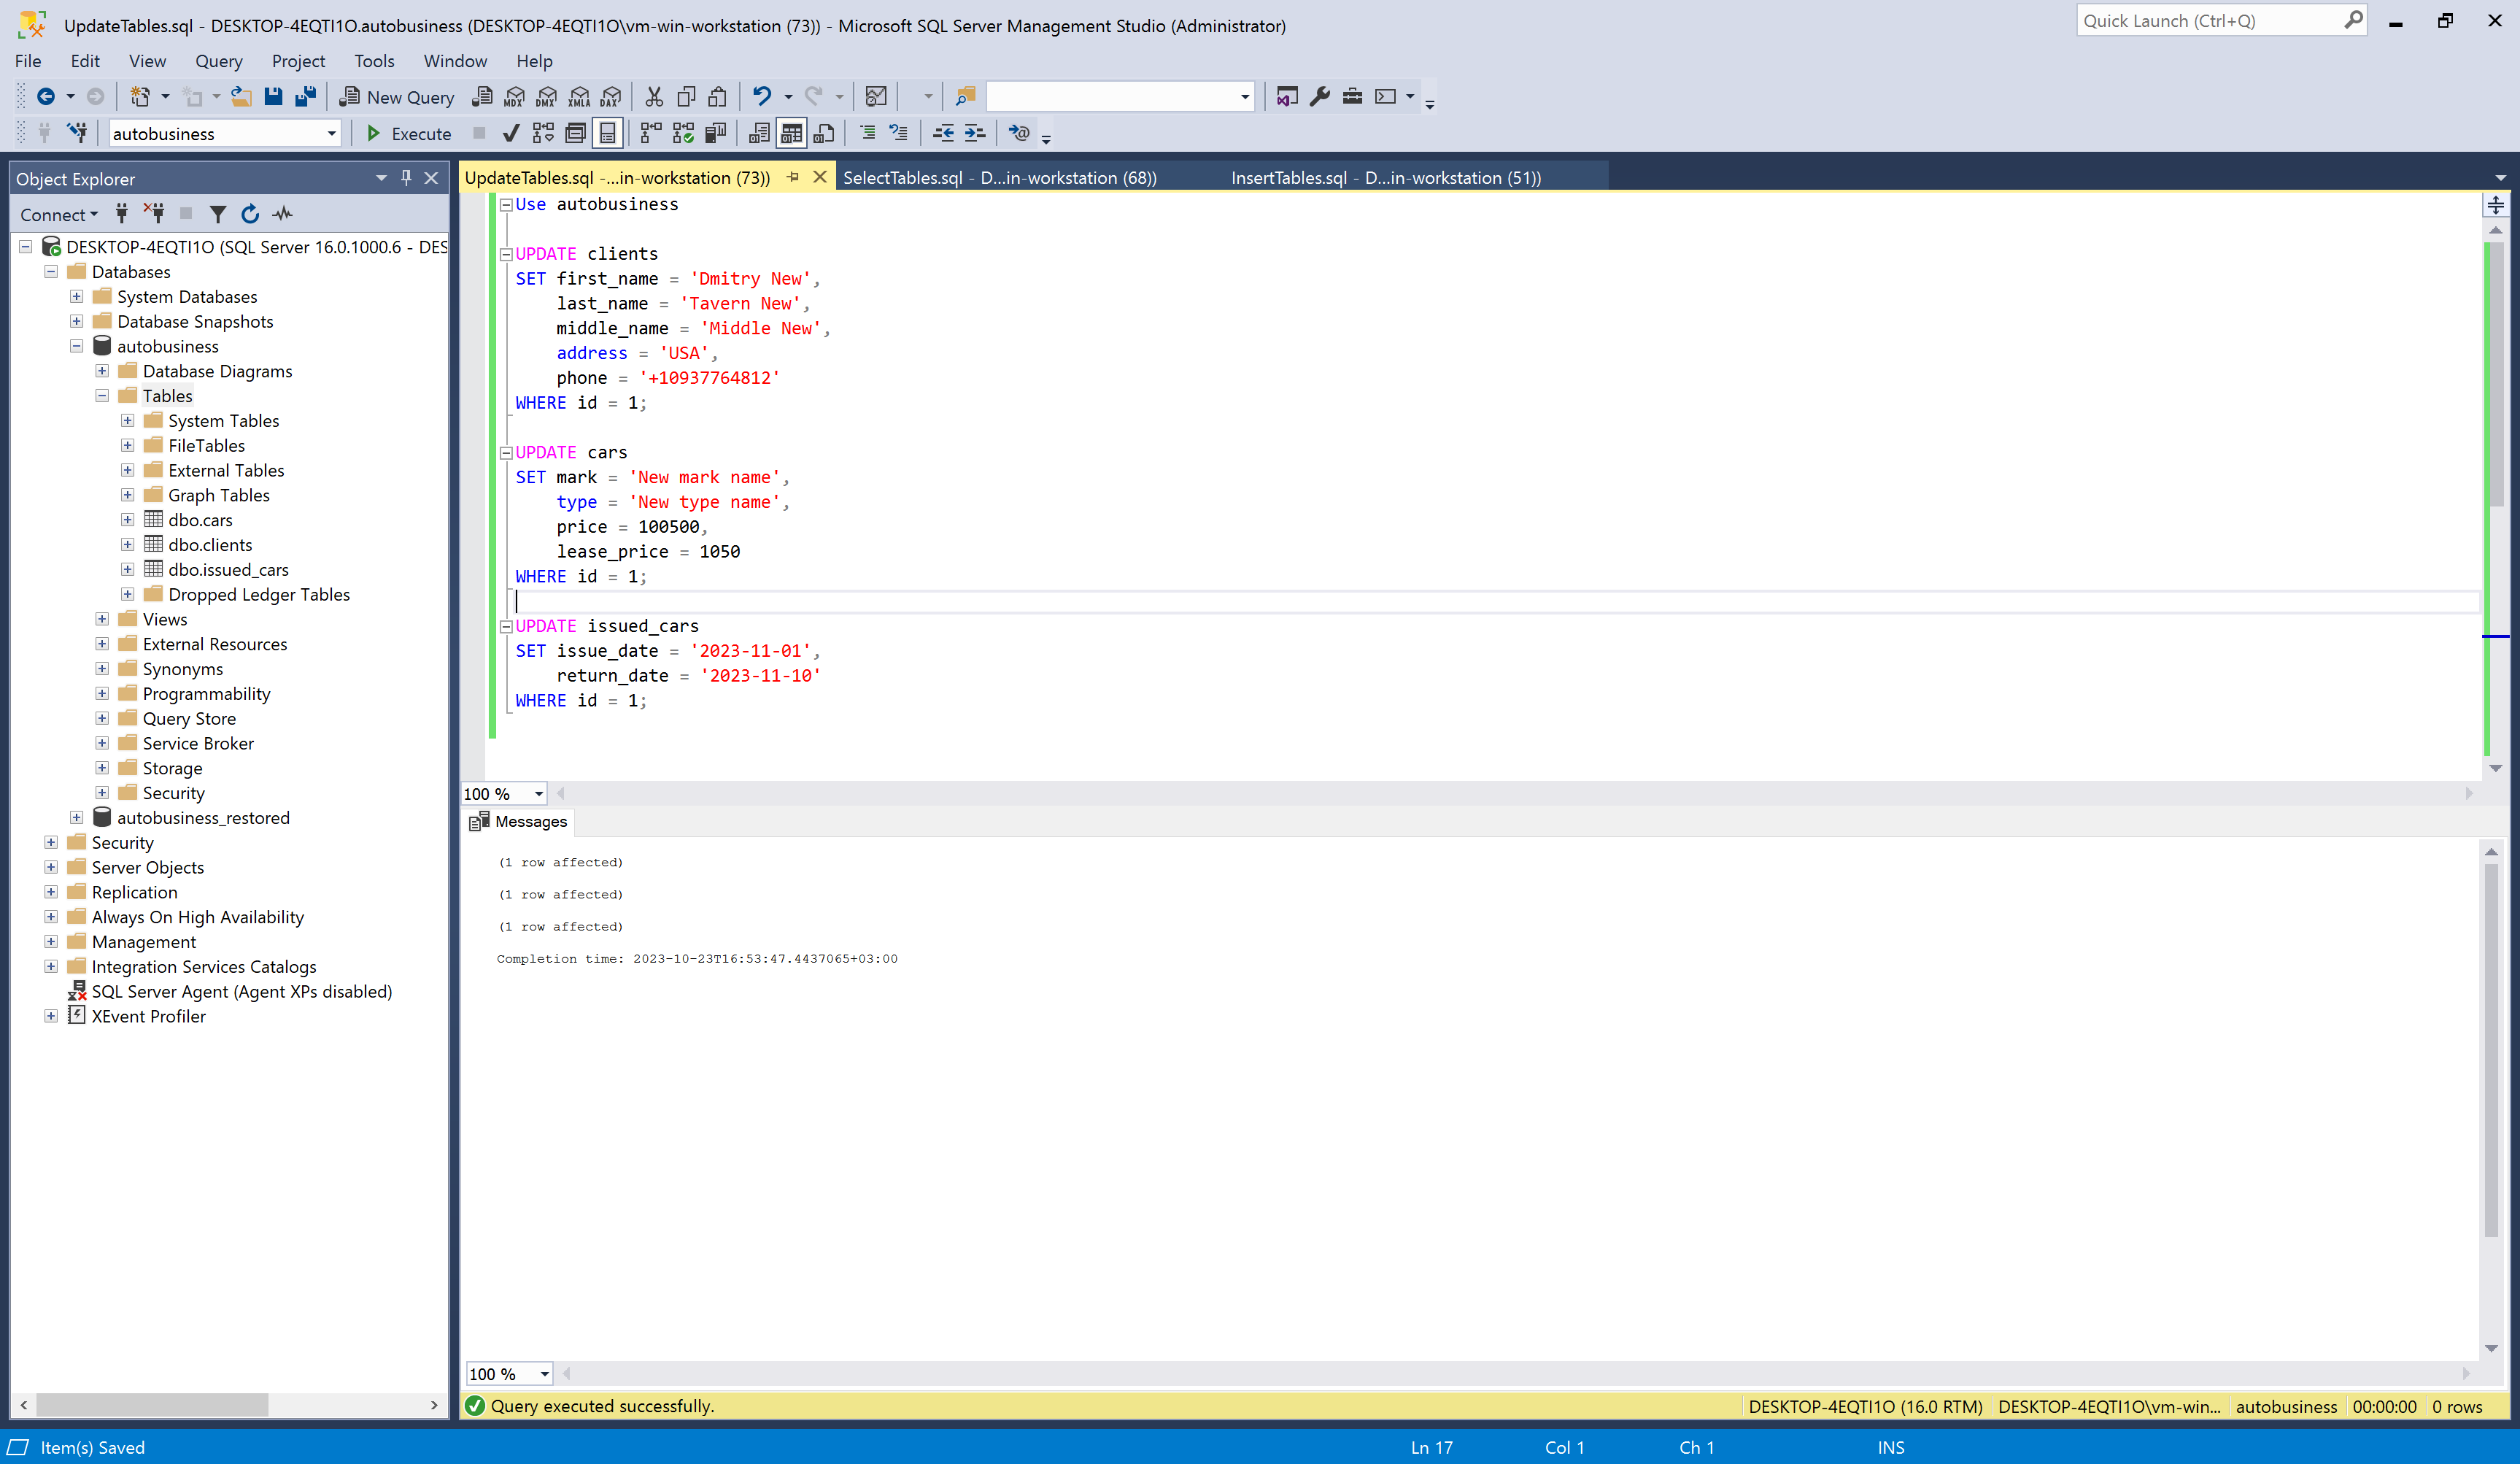 UpdateTables.sql - DESKTOP-4EQTI1O.autobusiness (DESKTOP-4EQTI1O\vm-win-workstation (73)) - Microsoft SQL Server Management Studio (Administrator)
Quick Launch (Ctrl+Q)
File Edit View Query Project Tools Window Help
New Query MDX DMX XMLA DAX
autobusiness Execute
Object Explorer
Connect
DESKTOP-4EQTI1O (SQL Server 16.0.1000.6 - DES
Databases
System Databases
Database Snapshots
autobusiness
Database Diagrams
Tables
System Tables
FileTables
External Tables
Graph Tables
dbo.cars
dbo.clients
dbo.issued_cars
Dropped Ledger Tables
Views
External Resources
Synonyms
Programmability
Query Store
Service Broker
Storage
Security
autobusiness_restored
Security
Server Objects
Replication
Always On High Availability
Management
Integration Services Catalogs
SQL Server Agent (Agent XPs disabled)
XEvent Profiler
UpdateTables.sql -...in-workstation (73)) SelectTables.sql - D...in-workstation (68)) InsertTables.sql - D...in-workstation (51))
Use autobusiness
UPDATE clients
SET first_name = 'Dmitry New',
last_name = 'Tavern New',
middle_name = 'Middle New',
address = 'USA',
phone = '+10937764812'
WHERE id = 1;
UPDATE cars
SET mark = 'New mark name',
type = 'New type name',
price = 100500,
lease_price = 1050
WHERE id = 1;
UPDATE issued_cars
SET issue_date = '2023-11-01',
return_date = '2023-11-10'
WHERE id = 1;
100 %
Messages
(1 row affected)
(1 row affected)
(1 row affected)
Completion time: 2023-10-23T16:53:47.4437065+03:00
100 %
Query executed successfully. DESKTOP-4EQTI1O (16.0 RTM) DESKTOP-4EQTI1O\vm-win... autobusiness 00:00:00 0 rows
Item(s) Saved Ln 17 Col 1 Ch 1 INS